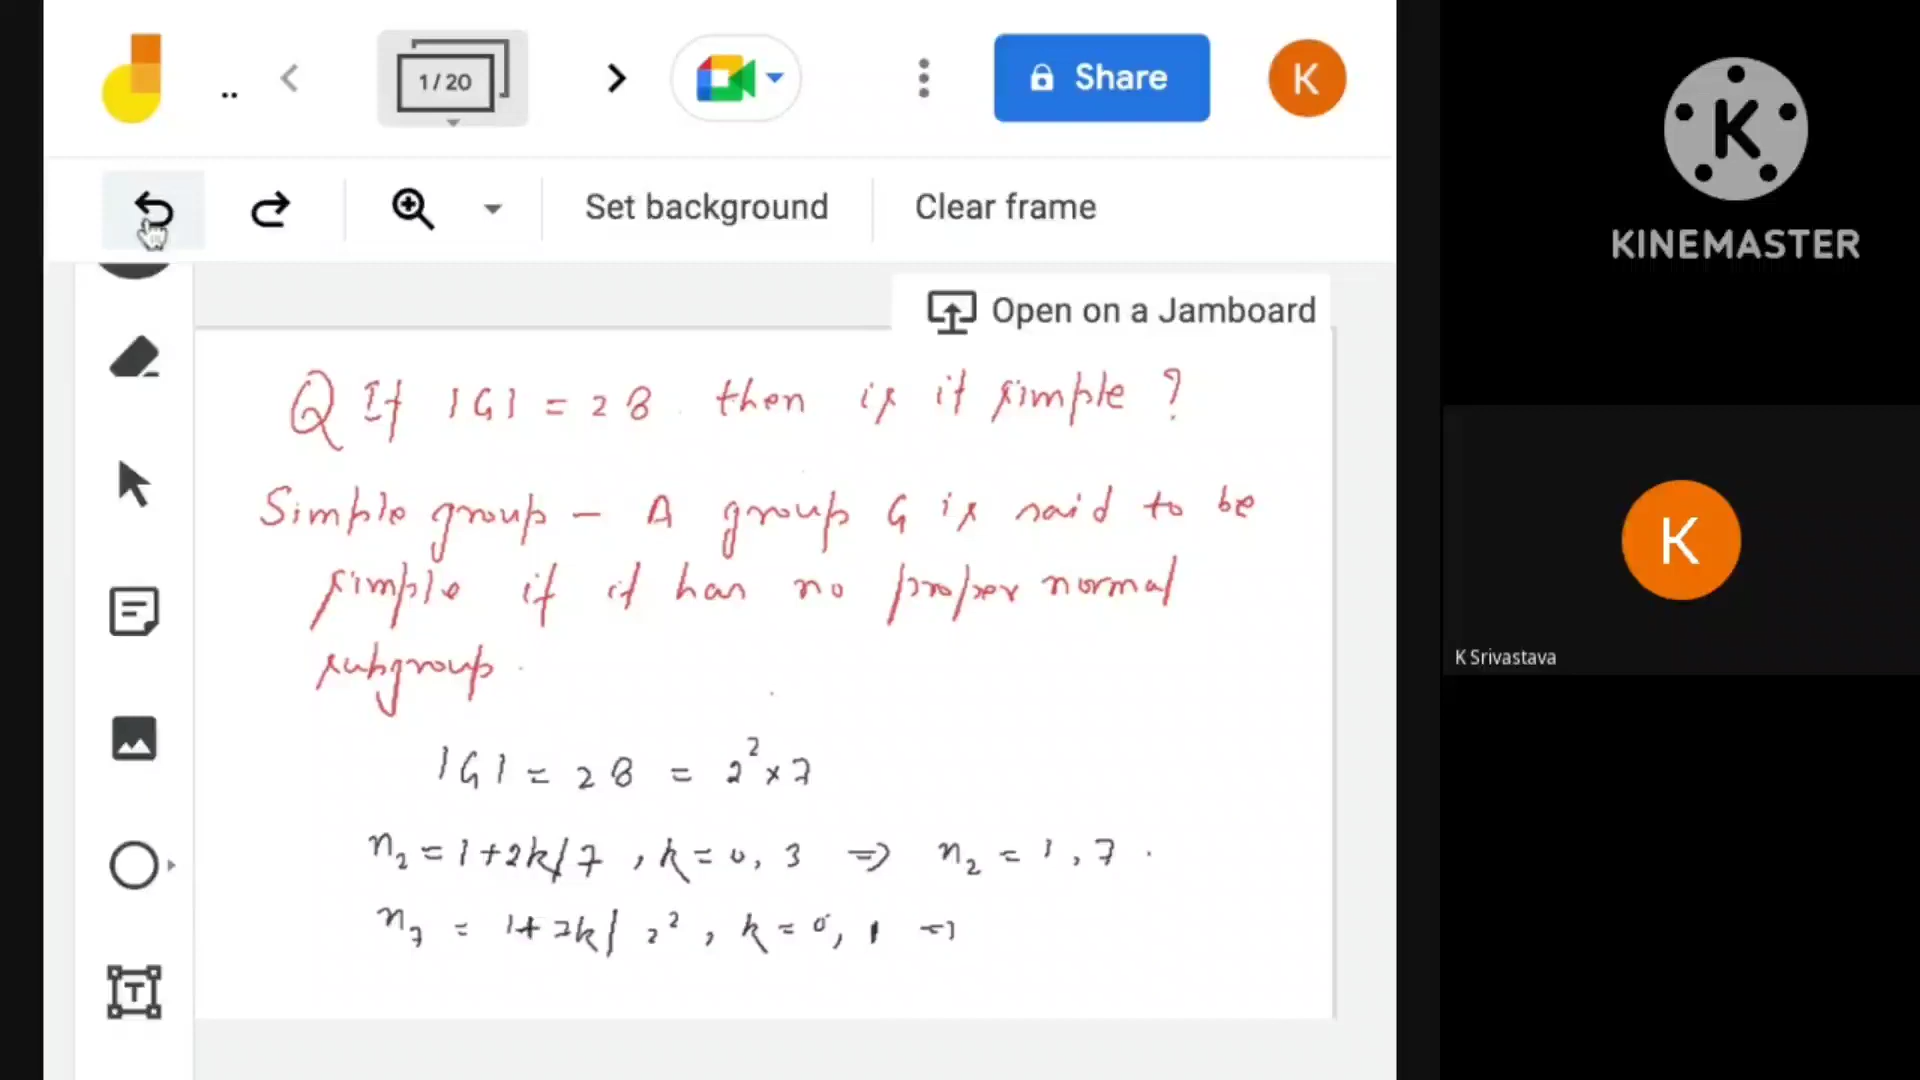 ..
1/20
Share
K
Set background
Clear frame
Open on a Jamboard
Q If |G| = 28 then is it simple ?
Simple group - A group G is said to be
simple if it has no proper normal
subgroup.
|G| = 28 = 2² × 7
n₂ = 1+2k/7 , k = 0, 3 ⇒ n₂ = 1, 7 .
n₇ = 1+7k/ 2² , k = 0, 1 ⇒
T
K
KINEMASTER
K
K Srivastava